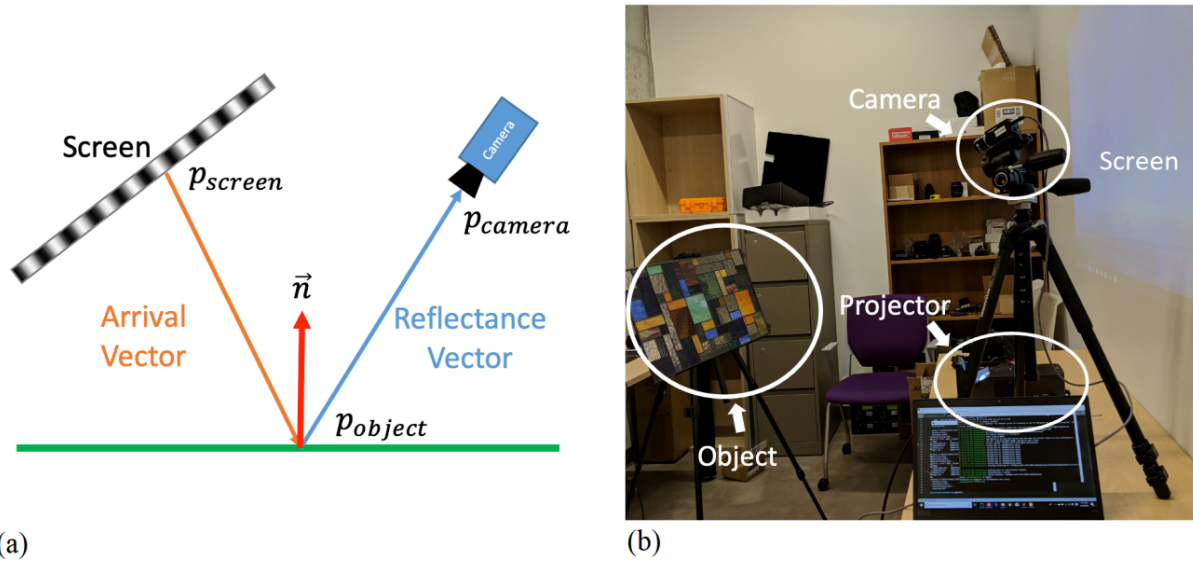 Screen
p_screen
Camera
p_camera
n⃗
Arrival
Vector
Reflectance
Vector
p_object
(a)
Camera
Screen
Projector
Object
(b)